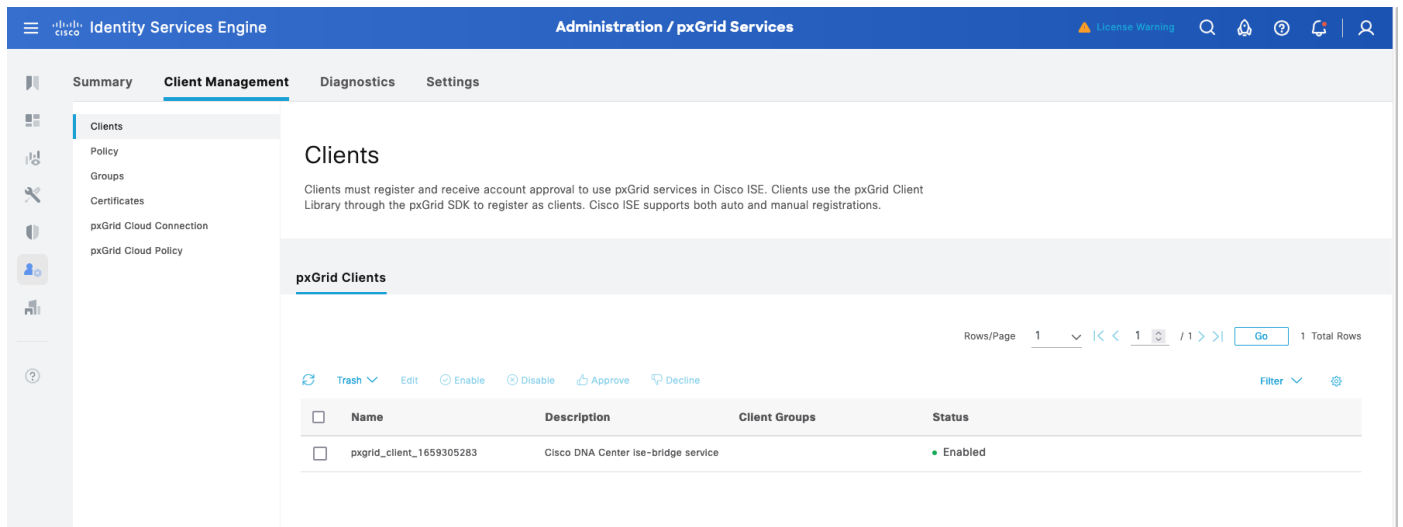 cisco Identity Services Engine
Administration / pxGrid Services
License Warning
Summary
Client Management
Diagnostics
Settings
Clients
Policy
Groups
Certificates
pxGrid Cloud Connection
pxGrid Cloud Policy
Clients
Clients must register and receive account approval to use pxGrid services in Cisco ISE. Clients use the pxGrid Client
Library through the pxGrid SDK to register as clients. Cisco ISE supports both auto and manual registrations.
pxGrid Clients
Rows/Page 1 1 / 1 Go 1 Total Rows
Trash Edit Enable Disable Approve Decline Filter
Name Description Client Groups Status
pxgrid_client_1659305283 Cisco DNA Center ise-bridge service Enabled